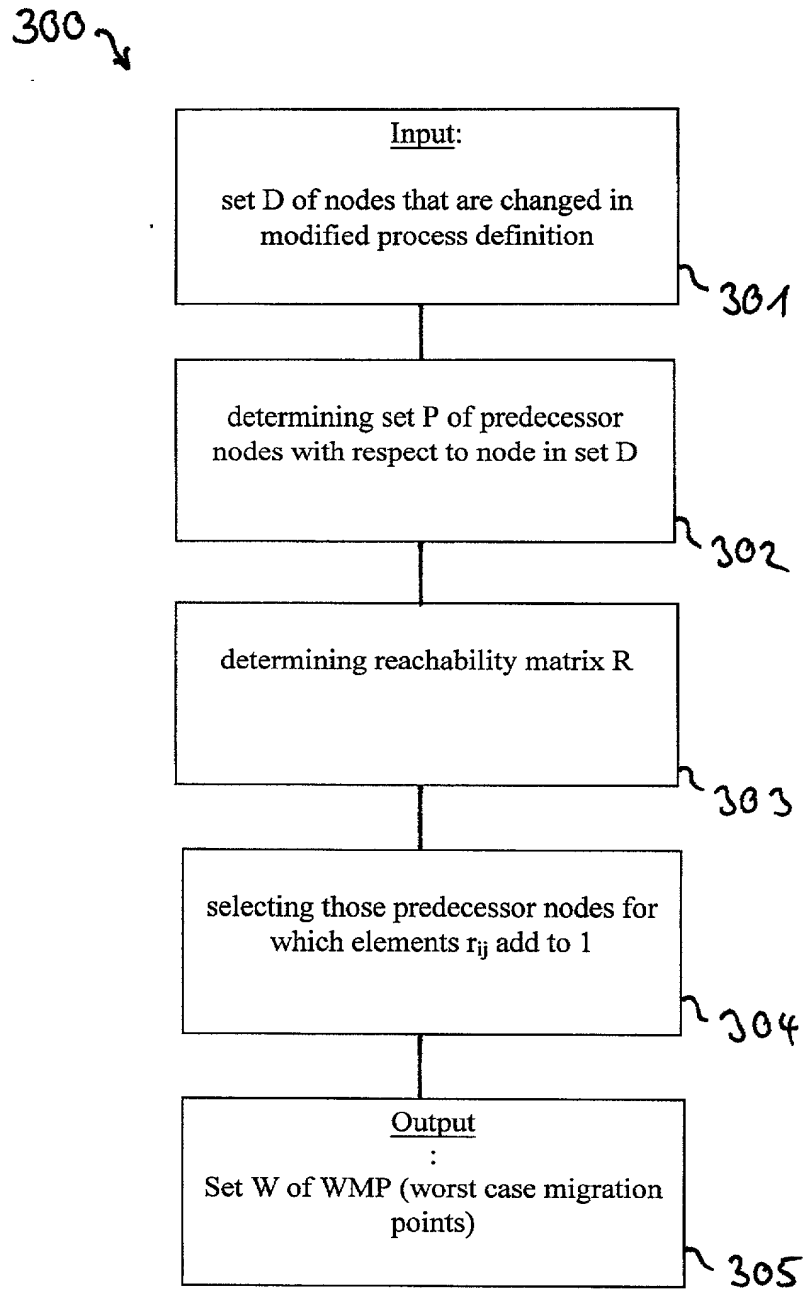 300
Input:
set D of nodes that are changed in
modified process definition
301
determining set P of predecessor
nodes with respect to node in set D
302
determining reachability matrix R
303
selecting those predecessor nodes for
which elements rij add to 1
304
Output
:
Set W of WMP (worst case migration
points)
305